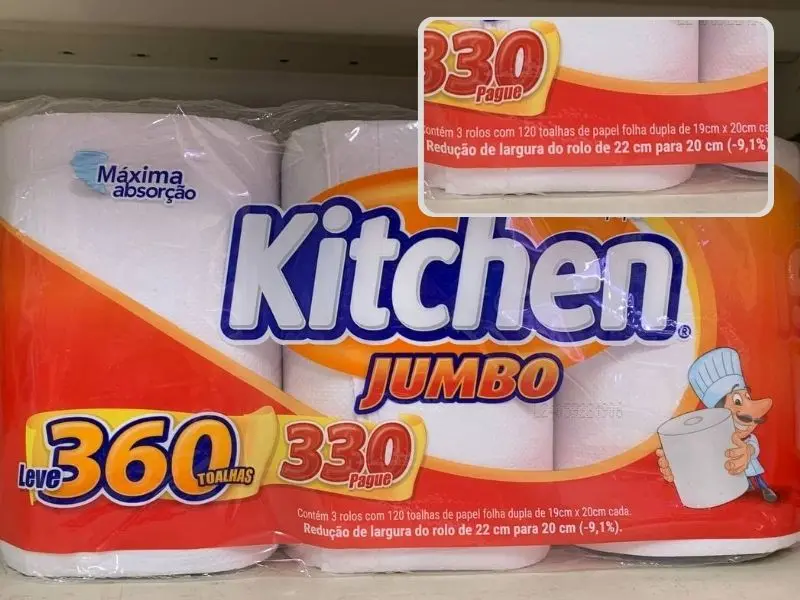 330
Pague
contém 3 rolos com 120 toalhas de papel folha dupla de 19cm x 20cm
Redução de largura do rolo de 22 cm para 20 cm (-9,1%)
Máxima
absorção
Kitchen®
JUMBO
Leve 360 TOALHAS
330
Pague
Contém 3 rolos com 120 toalhas de papel folha dupla de 19cm x 20cm cada.
Redução de largura do rolo de 22 cm para 20 cm (-9,1%).